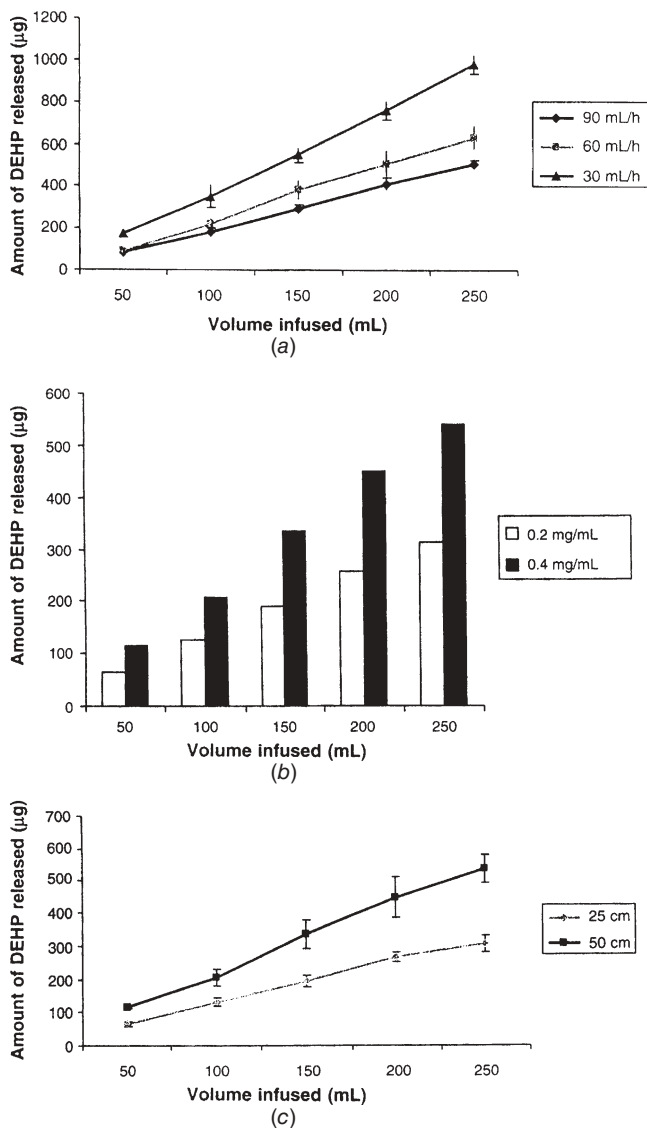 Amount of DEHP released (μg)
1200
1000
800
600
400
200
0
50 100 150 200 250
Volume infused (mL)
90 mL/h
60 mL/h
30 mL/h
(a)
Amount of DEHP released (μg)
600
500
400
300
200
100
0
50 100 150 200 250
Volume infused (mL)
0.2 mg/mL
0.4 mg/mL
(b)
Amount of DEHP released (μg)
700
600
500
400
300
200
100
0
50 100 150 200 250
Volume infused (mL)
25 cm
50 cm
(c)